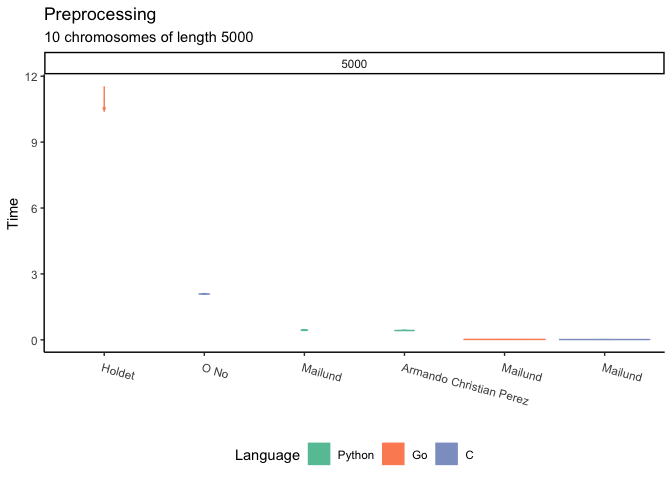 Preprocessing
10 chromosomes of length 5000
5000
12
9
6
3
0
Time
Holdet
O No
Mailund
Armando Christian Perez
Mailund
Mailund
Language Python Go C